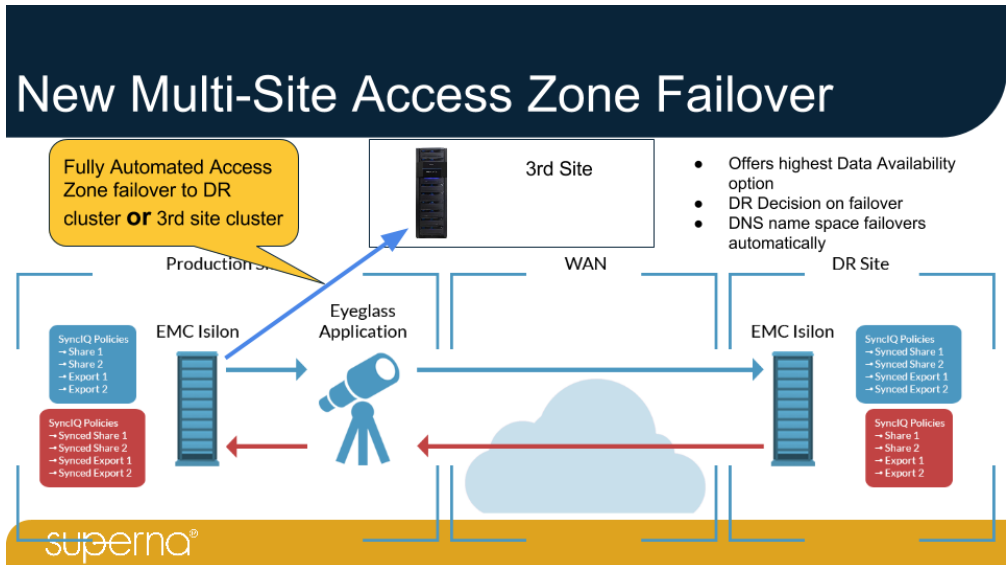 New Multi-Site Access Zone Failover
Fully Automated Access
Zone failover to DR
cluster or 3rd site cluster
3rd Site
● Offers highest Data Availability
option
● DR Decision on failover
● DNS name space failovers
automatically
Production
WAN
DR Site
EMC Isilon
Eyeglass
Application
EMC Isilon
SyncIQ Policies
→ Share 1
→ Share 2
→ Export 1
→ Export 2
SyncIQ Policies
→ Synced Share 1
→ Synced Share 2
→ Synced Export 1
→ Synced Export 2
SyncIQ Policies
→ Synced Share 1
→ Synced Share 2
→ Synced Export 1
→ Synced Export 2
SyncIQ Policies
→ Share 1
→ Share 2
→ Export 1
→ Export 2
superna®